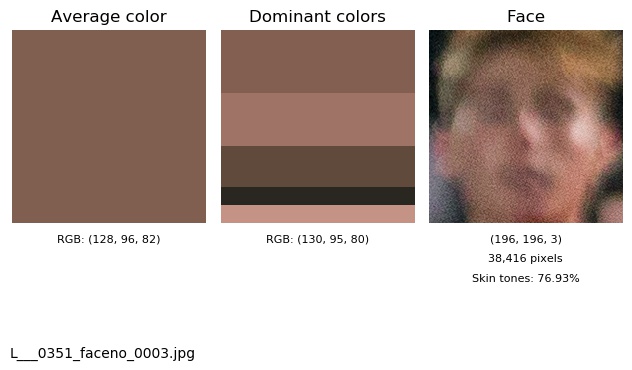 Average color
Dominant colors
Face
RGB: (128, 96, 82)
RGB: (130, 95, 80)
(196, 196, 3)
38,416 pixels
Skin tones: 76.93%
L___0351_faceno_0003.jpg